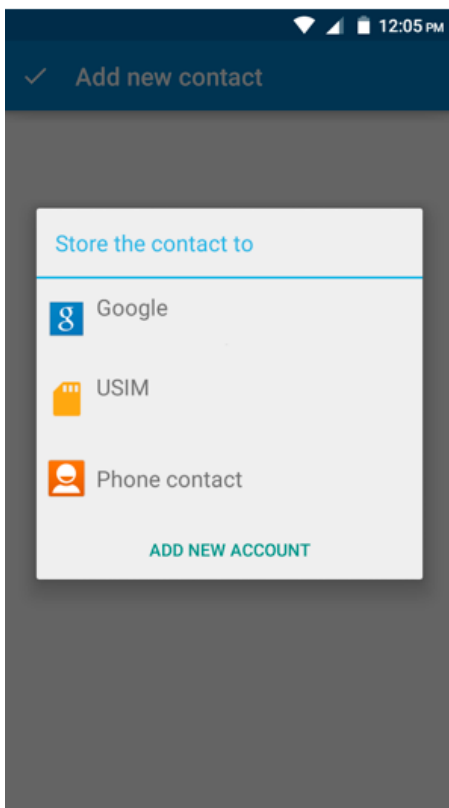 12:05 PM
Add new contact
Store the contact to
g Google
USIM
Phone contact
ADD NEW ACCOUNT